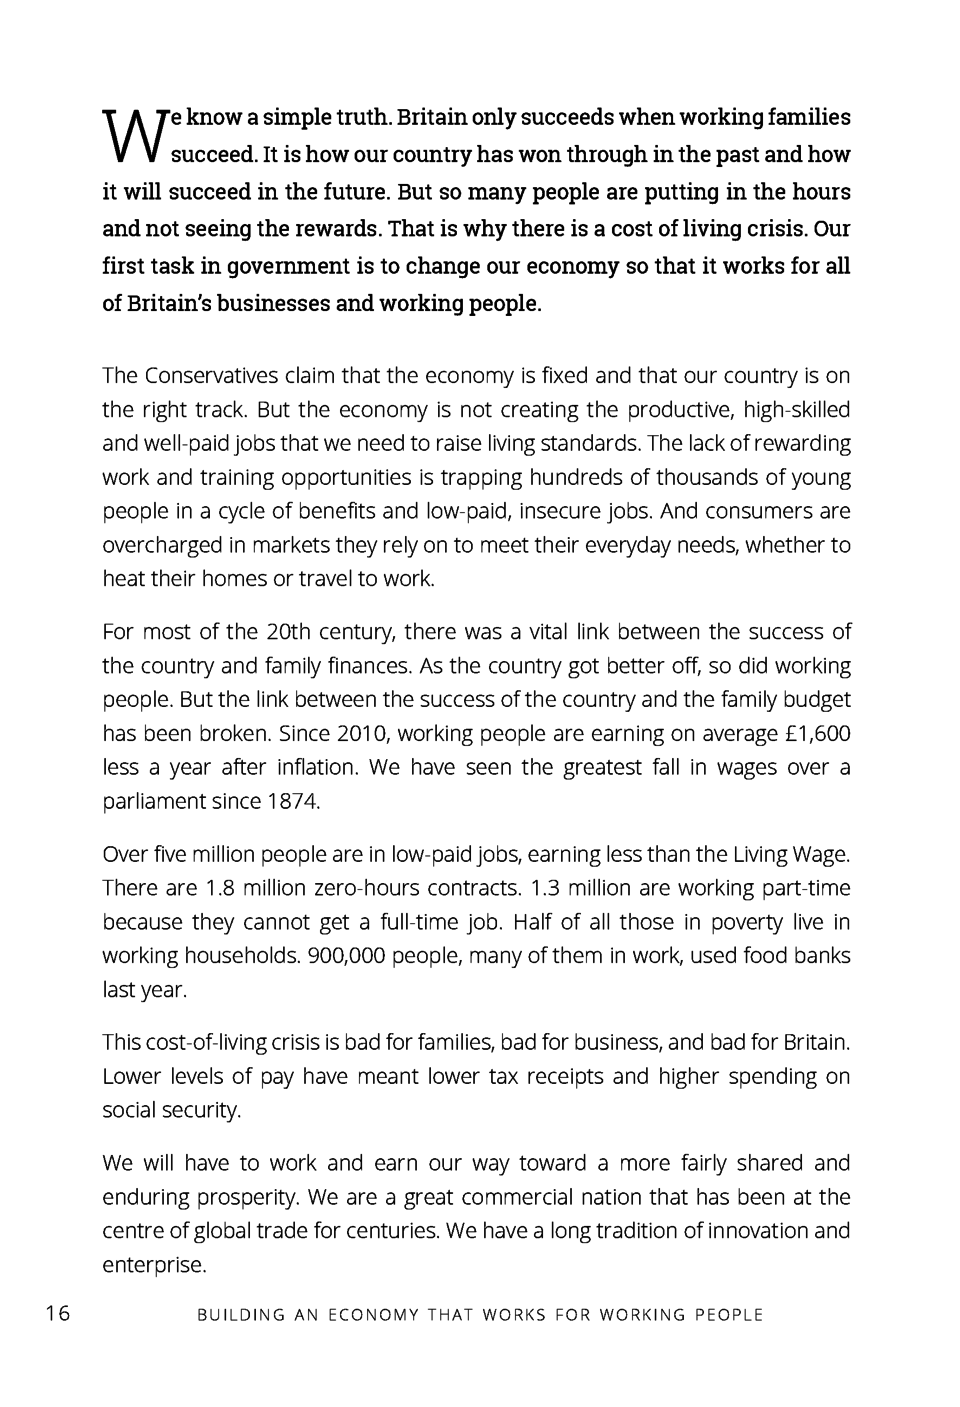 We know a simple truth. Britain only succeeds when working families
succeed. It is how our country has won through in the past and how
it will succeed in the future. But so many people are putting in the hours
and not seeing the rewards. That is why there is a cost of living crisis. Our
first task in government is to change our economy so that it works for all
of Britain’s businesses and working people.
The Conservatives claim that the economy is fixed and that our country is on
the right track. But the economy is not creating the productive, high-skilled
and well-paid jobs that we need to raise living standards. The lack of rewarding
work and training opportunities is trapping hundreds of thousands of young
people in a cycle of benefits and low-paid, insecure jobs. And consumers are
overcharged in markets they rely on to meet their everyday needs, whether to
heat their homes or travel to work.
For most of the 20th century, there was a vital link between the success of
the country and family finances. As the country got better off, so did working
people. But the link between the success of the country and the family budget
has been broken. Since 2010, working people are earning on average £1,600
less a year after inflation. We have seen the greatest fall in wages over a
parliament since 1874.
Over five million people are in low-paid jobs, earning less than the Living Wage.
There are 1.8 million zero-hours contracts. 1.3 million are working part-time
because they cannot get a full-time job. Half of all those in poverty live in
working households. 900,000 people, many of them in work, used food banks
last year.
This cost-of-living crisis is bad for families, bad for business, and bad for Britain.
Lower levels of pay have meant lower tax receipts and higher spending on
social security.
We will have to work and earn our way toward a more fairly shared and
enduring prosperity. We are a great commercial nation that has been at the
centre of global trade for centuries. We have a long tradition of innovation and
enterprise.
16 BUILDING AN ECONOMY THAT WORKS FOR WORKING PEOPLE